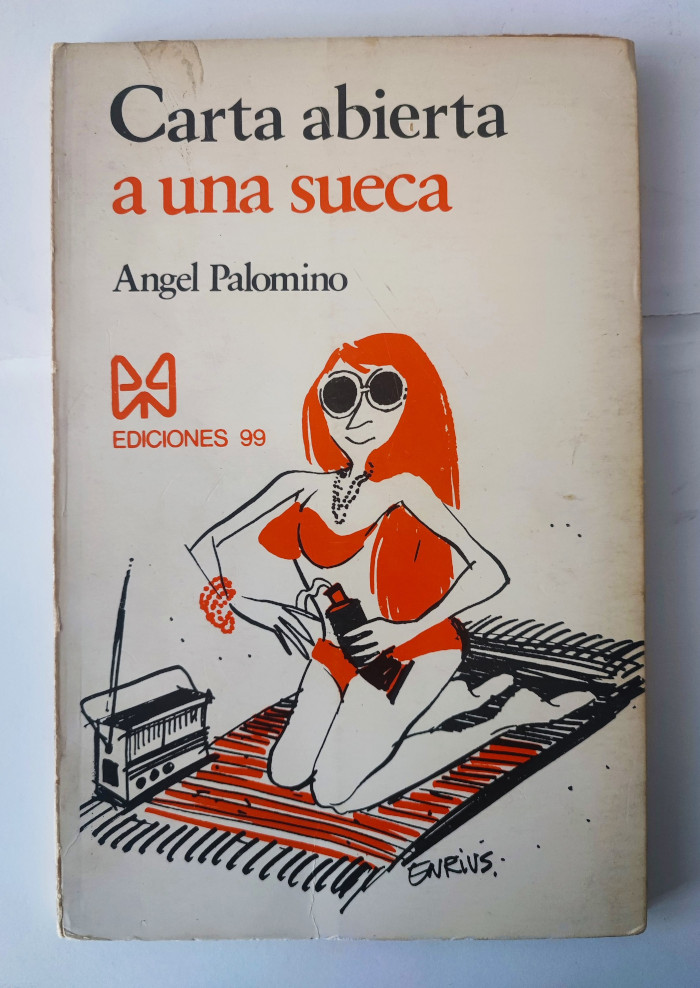 Carta abierta
a una sueca
Angel Palomino
EDICIONES 99
ENRIUS.